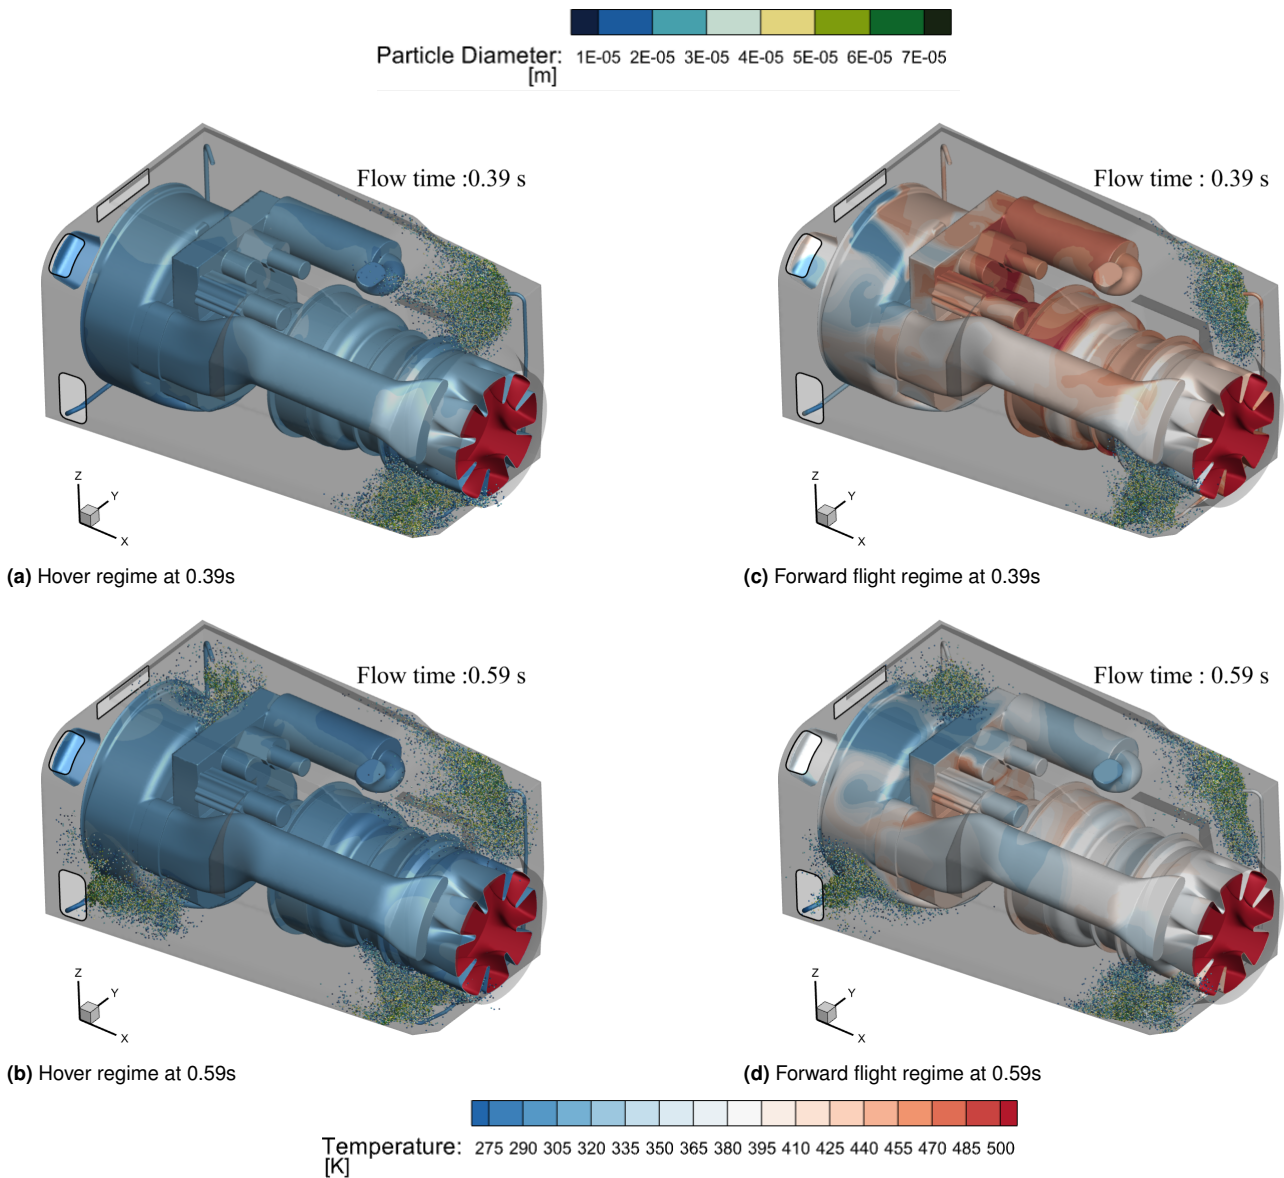 Particle Diameter: 1E-05 2E-05 3E-05 4E-05 5E-05 6E-05 7E-05
[m]
Flow time :0.39 s
Z
Y
X
(a) Hover regime at 0.39s
Flow time : 0.39 s
Z
Y
X
(c) Forward flight regime at 0.39s
Flow time :0.59 s
Z
Y
X
(b) Hover regime at 0.59s
Flow time : 0.59 s
Z
Y
X
(d) Forward flight regime at 0.59s
Temperature: 275 290 305 320 335 350 365 380 395 410 425 440 455 470 485 500
[K]